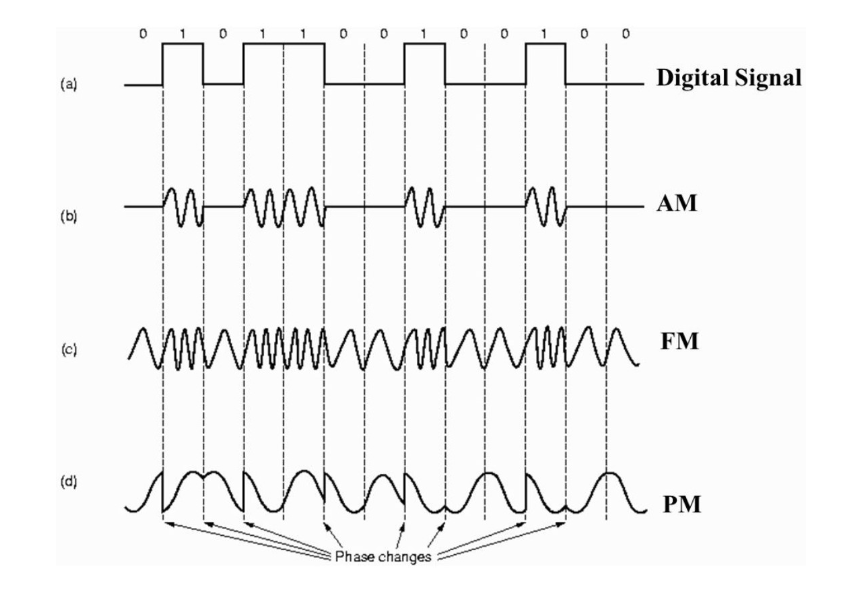 0 1 0 1 1 0 0 1 0 0 1 0 0
(a) Digital Signal
(b) AM
(c) FM
(d) PM
Phase changes